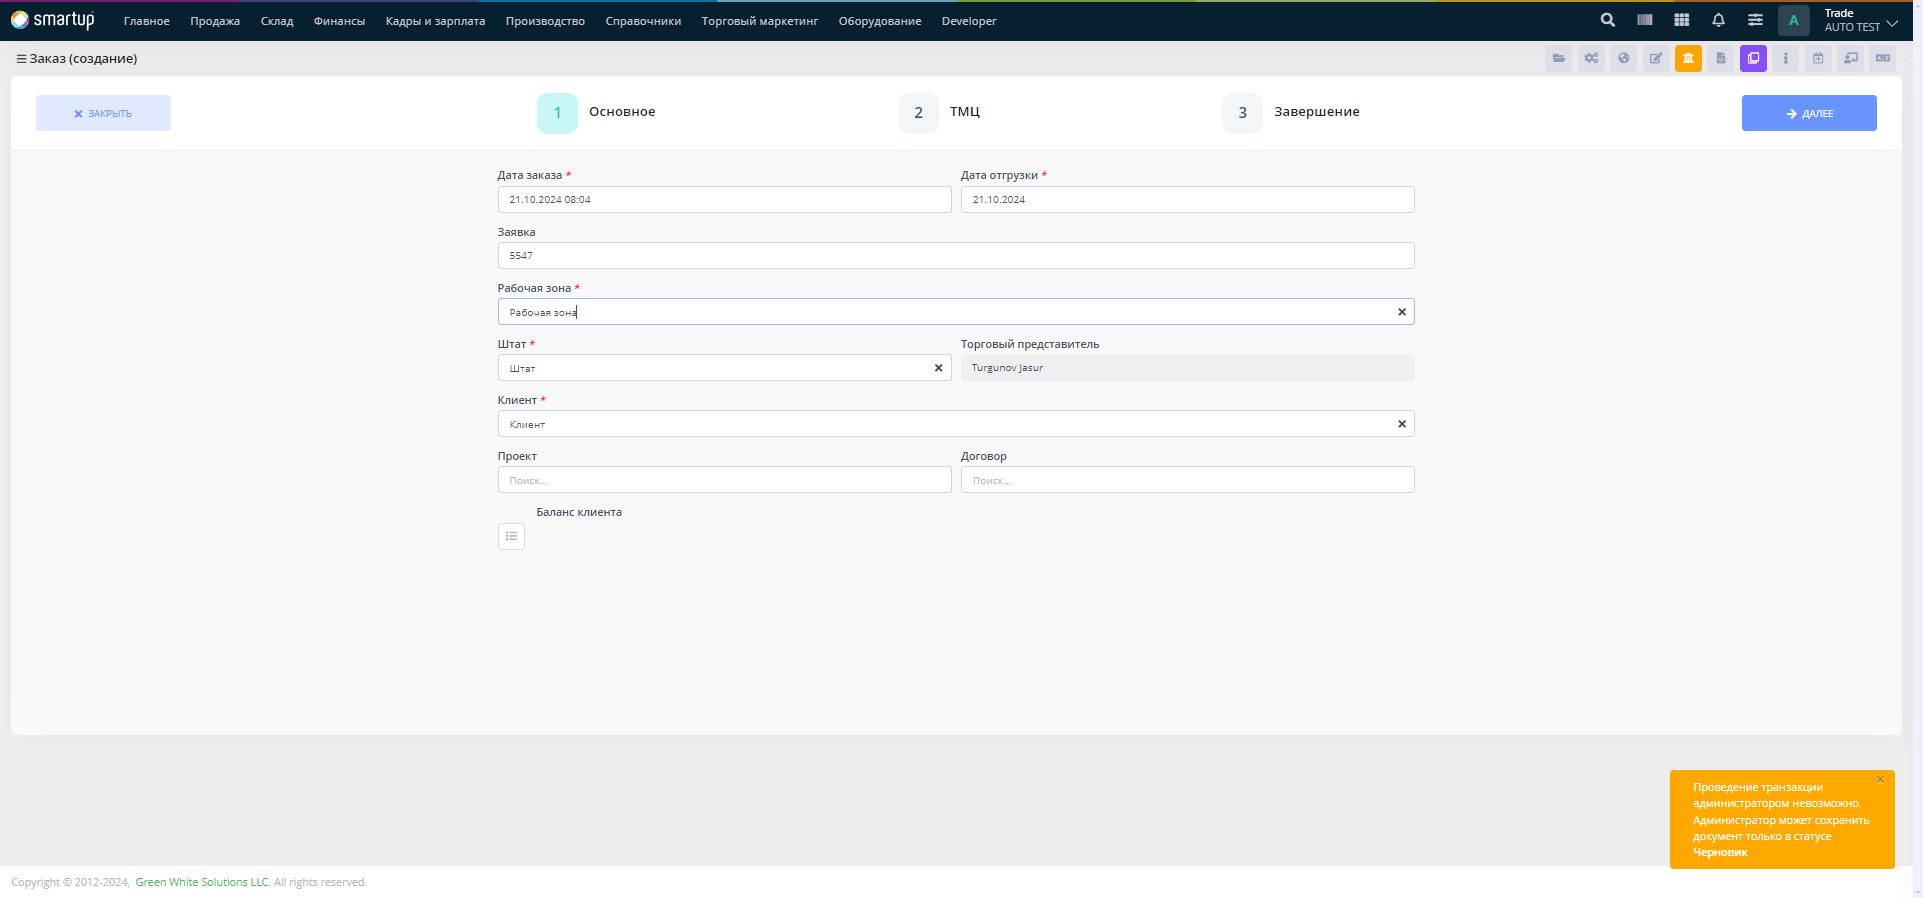 smartup Главное Продажа Склад Финансы Кадры и зарплата Производство Справочники Торговый маркетинг Оборудование Developer A Trade
AUTO TEST
Заказ (создание)
ЗАКРЫТЬ 1 Основное 2 ТМЦ 3 Завершение ДАЛЕЕ
Дата заказа * Дата отгрузки *
21.10.2024 08:04 21.10.2024
Заявка
5547
Рабочая зона *
Рабочая зона
Штат * Торговый представитель
Штат Turgunov Jasur
Клиент *
Клиент
Проект Договор
Поиск... Поиск...
Баланс клиента
Проведение транзакции
администратором невозможно.
Администратор может сохранить
документ только в статусе
Черновик
Copyright © 2012-2024, Green White Solutions LLC. All rights reserved.